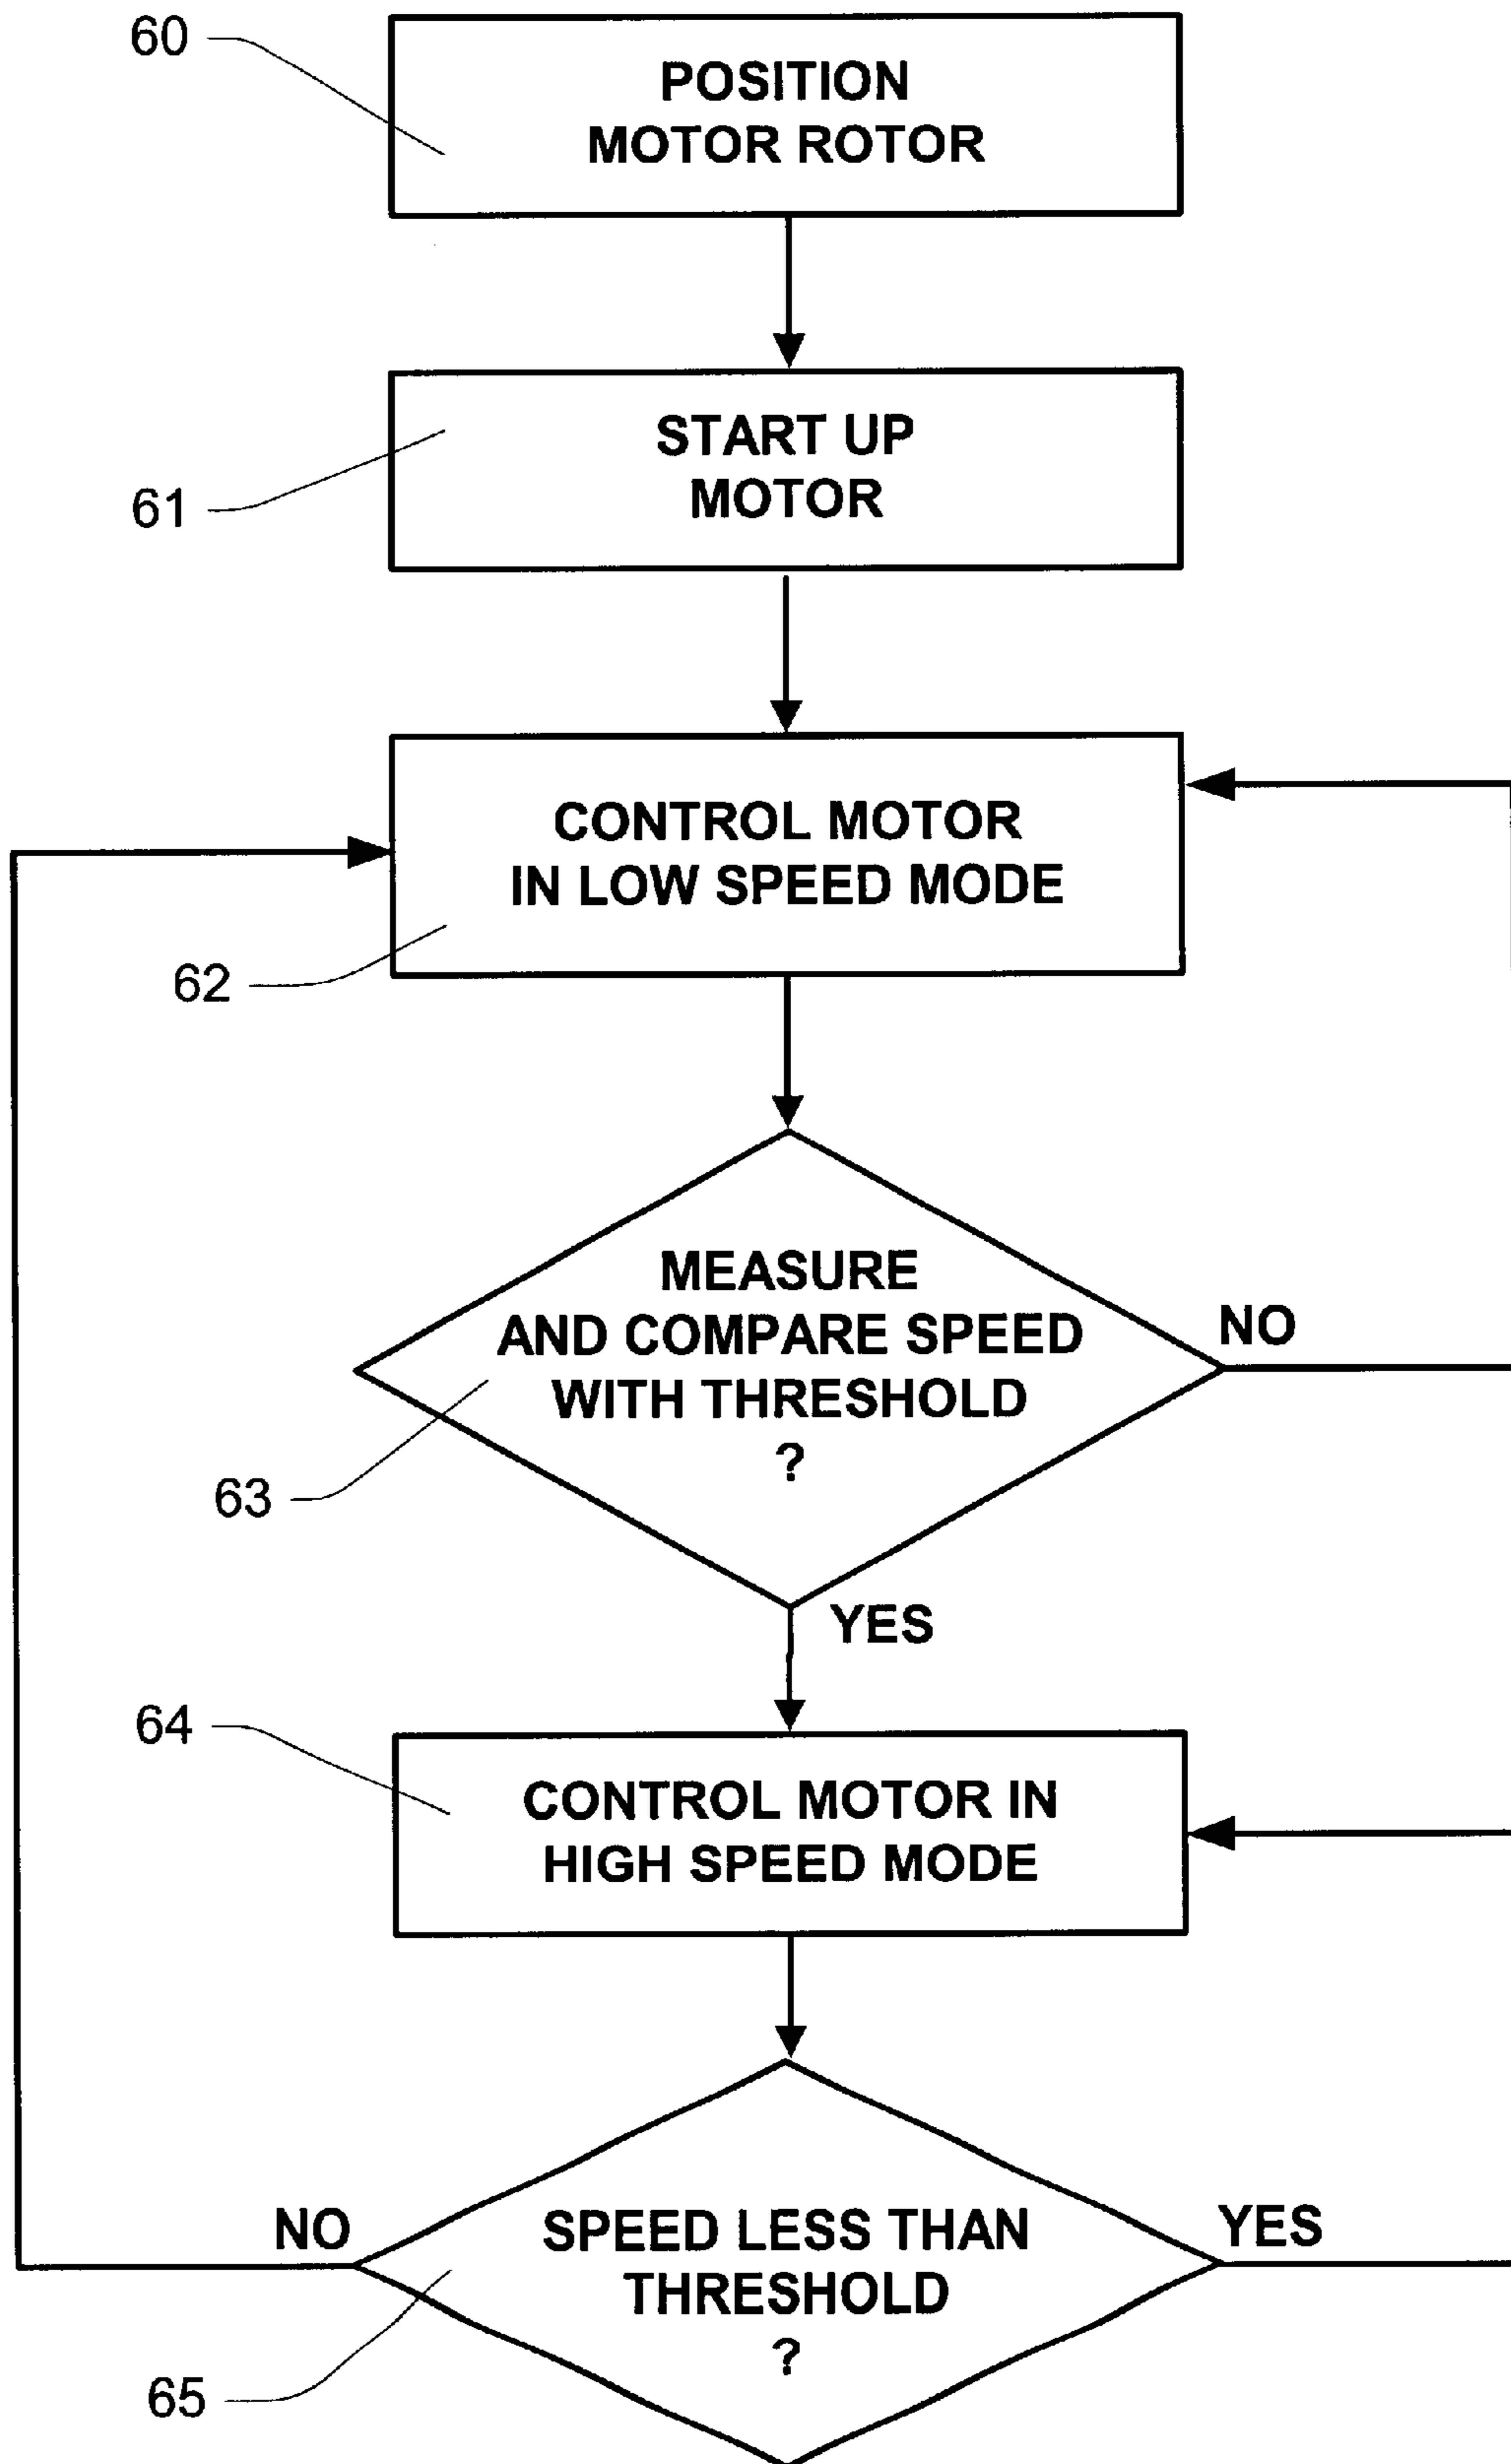 60
POSITION
MOTOR ROTOR
61
START UP
MOTOR
62
CONTROL MOTOR
IN LOW SPEED MODE
63
MEASURE
AND COMPARE SPEED
WITH THRESHOLD
?
NO
YES
64
CONTROL MOTOR IN
HIGH SPEED MODE
65
NO
SPEED LESS THAN
THRESHOLD
?
YES